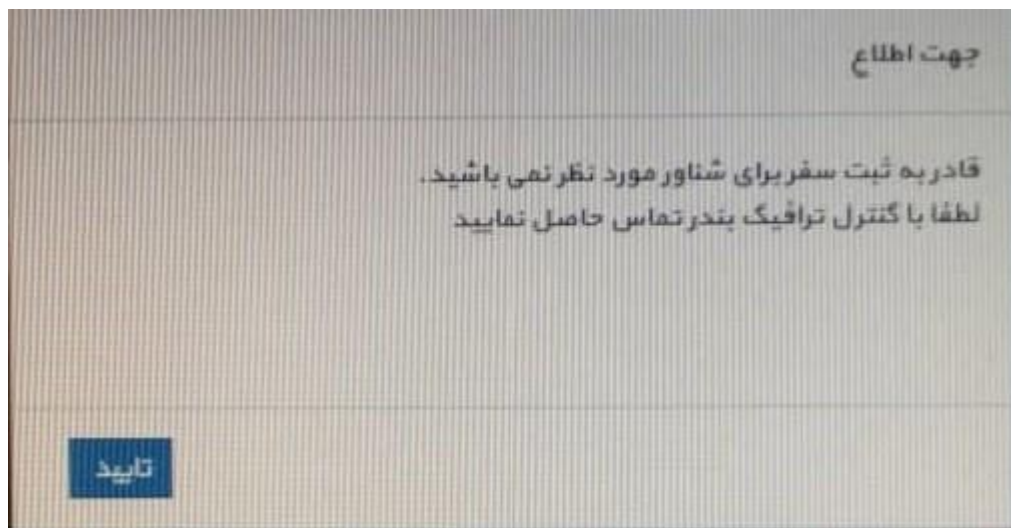 جهت اطلاع
قادر به ثبت سفر برای شناور مورد نظر نمی باشید.
لطفا با کنترل ترافیک بندر تماس حاصل نمایید
تایید